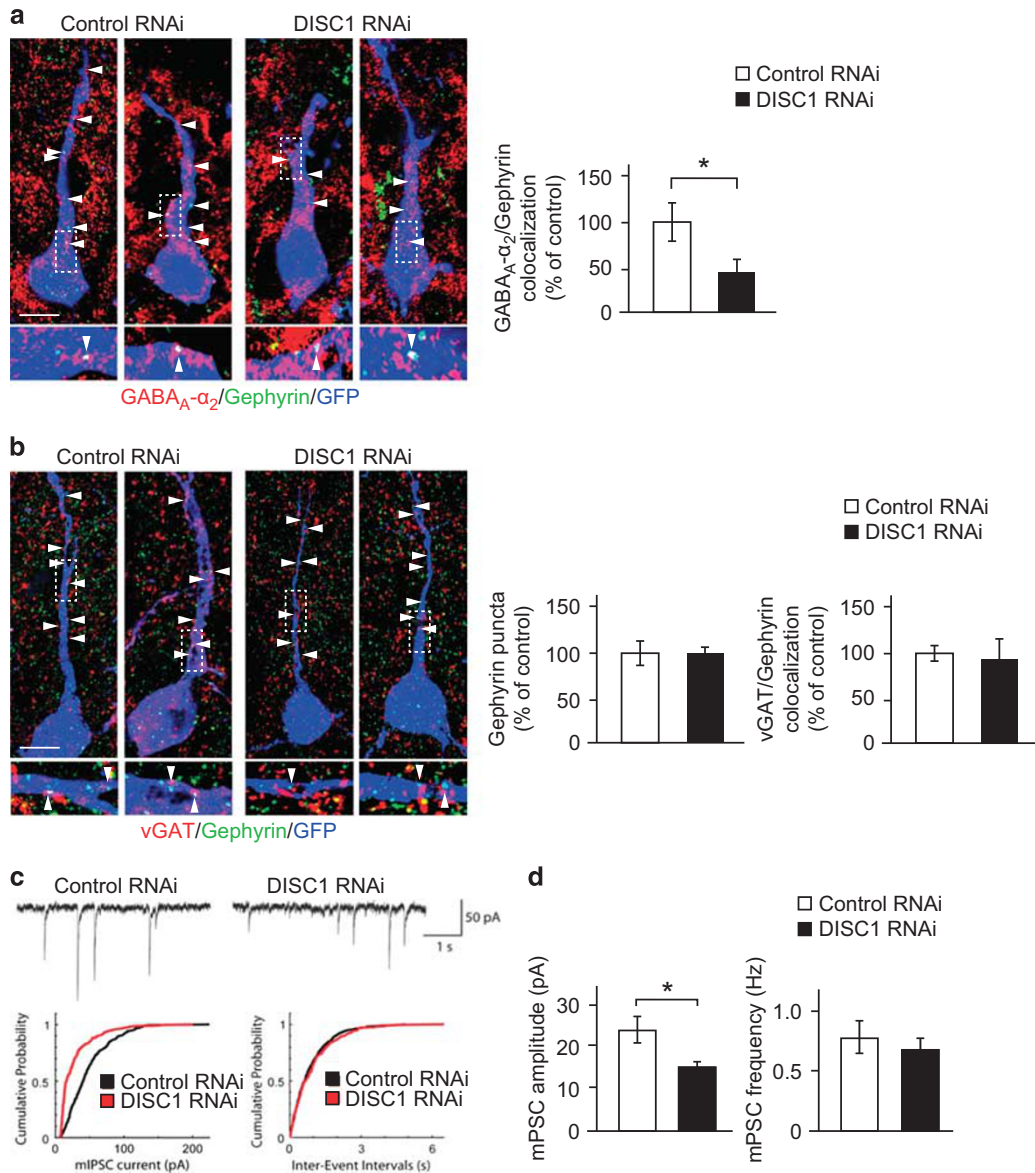 a
Control RNAi
DISC1 RNAi
GABA_A-α₂/Gephyrin/GFP
Control RNAi
DISC1 RNAi
GABA_A-α₂/Gephyrin
colocalization
(% of control)
150
100
50
0
*
b
Control RNAi
DISC1 RNAi
vGAT/Gephyrin/GFP
Control RNAi
DISC1 RNAi
Gephyrin puncta
(% of control)
150
100
50
0
vGAT/Gephyrin
colocalization
(% of control)
150
100
50
0
c
Control RNAi
DISC1 RNAi
50 pA
1 s
Cumulative Probability
1
0.5
0
Control RNAi
DISC1 RNAi
0
100
200
mIPSC current (pA)
Cumulative Probability
1
0.5
0
Control RNAi
DISC1 RNAi
0
2
4
6
Inter-Event Intervals (s)
d
Control RNAi
DISC1 RNAi
mPSC amplitude (pA)
30
20
10
0
*
mPSC frequency (Hz)
1.0
0.5
0